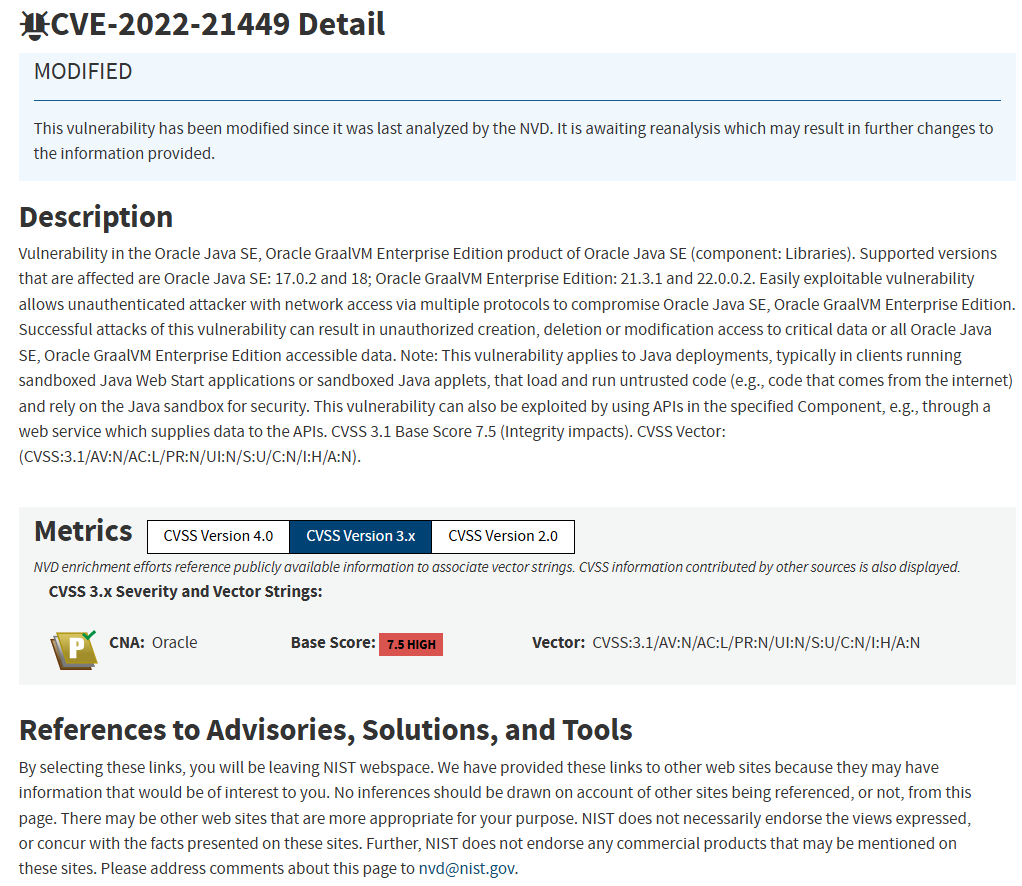 CVE-2022-21449 Detail
MODIFIED
This vulnerability has been modified since it was last analyzed by the NVD. It is awaiting reanalysis which may result in further changes to
the information provided.
Description
Vulnerability in the Oracle Java SE, Oracle GraalVM Enterprise Edition product of Oracle Java SE (component: Libraries). Supported versions
that are affected are Oracle Java SE: 17.0.2 and 18; Oracle GraalVM Enterprise Edition: 21.3.1 and 22.0.0.2. Easily exploitable vulnerability
allows unauthenticated attacker with network access via multiple protocols to compromise Oracle Java SE, Oracle GraalVM Enterprise Edition.
Successful attacks of this vulnerability can result in unauthorized creation, deletion or modification access to critical data or all Oracle Java
SE, Oracle GraalVM Enterprise Edition accessible data. Note: This vulnerability applies to Java deployments, typically in clients running
sandboxed Java Web Start applications or sandboxed Java applets, that load and run untrusted code (e.g., code that comes from the internet)
and rely on the Java sandbox for security. This vulnerability can also be exploited by using APIs in the specified Component, e.g., through a
web service which supplies data to the APIs. CVSS 3.1 Base Score 7.5 (Integrity impacts). CVSS Vector:
(CVSS:3.1/AV:N/AC:L/PR:N/UI:N/S:U/C:N/I:H/A:N).
Metrics CVSS Version 4.0 CVSS Version 3.x CVSS Version 2.0
NVD enrichment efforts reference publicly available information to associate vector strings. CVSS information contributed by other sources is also displayed.
CVSS 3.x Severity and Vector Strings:
P CNA: Oracle Base Score: 7.5 HIGH Vector: CVSS:3.1/AV:N/AC:L/PR:N/UI:N/S:U/C:N/I:H/A:N
References to Advisories, Solutions, and Tools
By selecting these links, you will be leaving NIST webspace. We have provided these links to other web sites because they may have
information that would be of interest to you. No inferences should be drawn on account of other sites being referenced, or not, from this
page. There may be other web sites that are more appropriate for your purpose. NIST does not necessarily endorse the views expressed,
or concur with the facts presented on these sites. Further, NIST does not endorse any commercial products that may be mentioned on
these sites. Please address comments about this page to nvd@nist.gov.